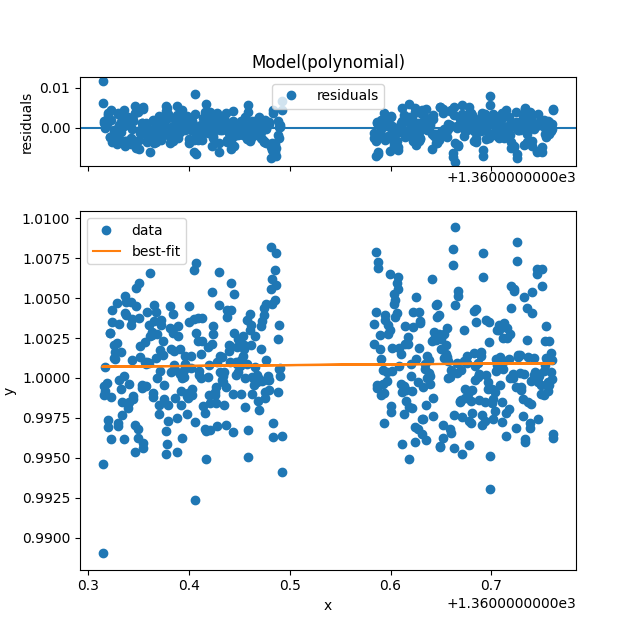 Model(polynomial)
residuals
0.01
0.00
residuals
+1.3600000000e3
1.0100
1.0075
1.0050
1.0025
1.0000
0.9975
0.9950
0.9925
0.9900
y
data
best-fit
0.3 0.4 0.5 0.6 0.7
x
+1.3600000000e3